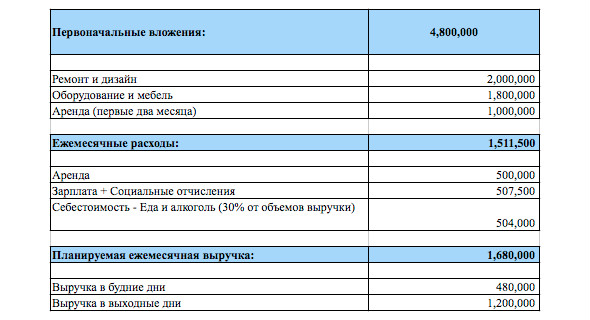 Первоначальные вложения: 4,800,000
Ремонт и дизайн 2,000,000
Оборудование и мебель 1,800,000
Аренда (первые два месяца) 1,000,000
Ежемесячные расходы: 1,511,500
Аренда 500,000
Зарплата + Социальные отчисления 507,500
Себестоимость - Еда и алкоголь (30% от объемов выручки) 504,000
Планируемая ежемесячная выручка: 1,680,000
Выручка в будние дни 480,000
Выручка в выходные дни 1,200,000